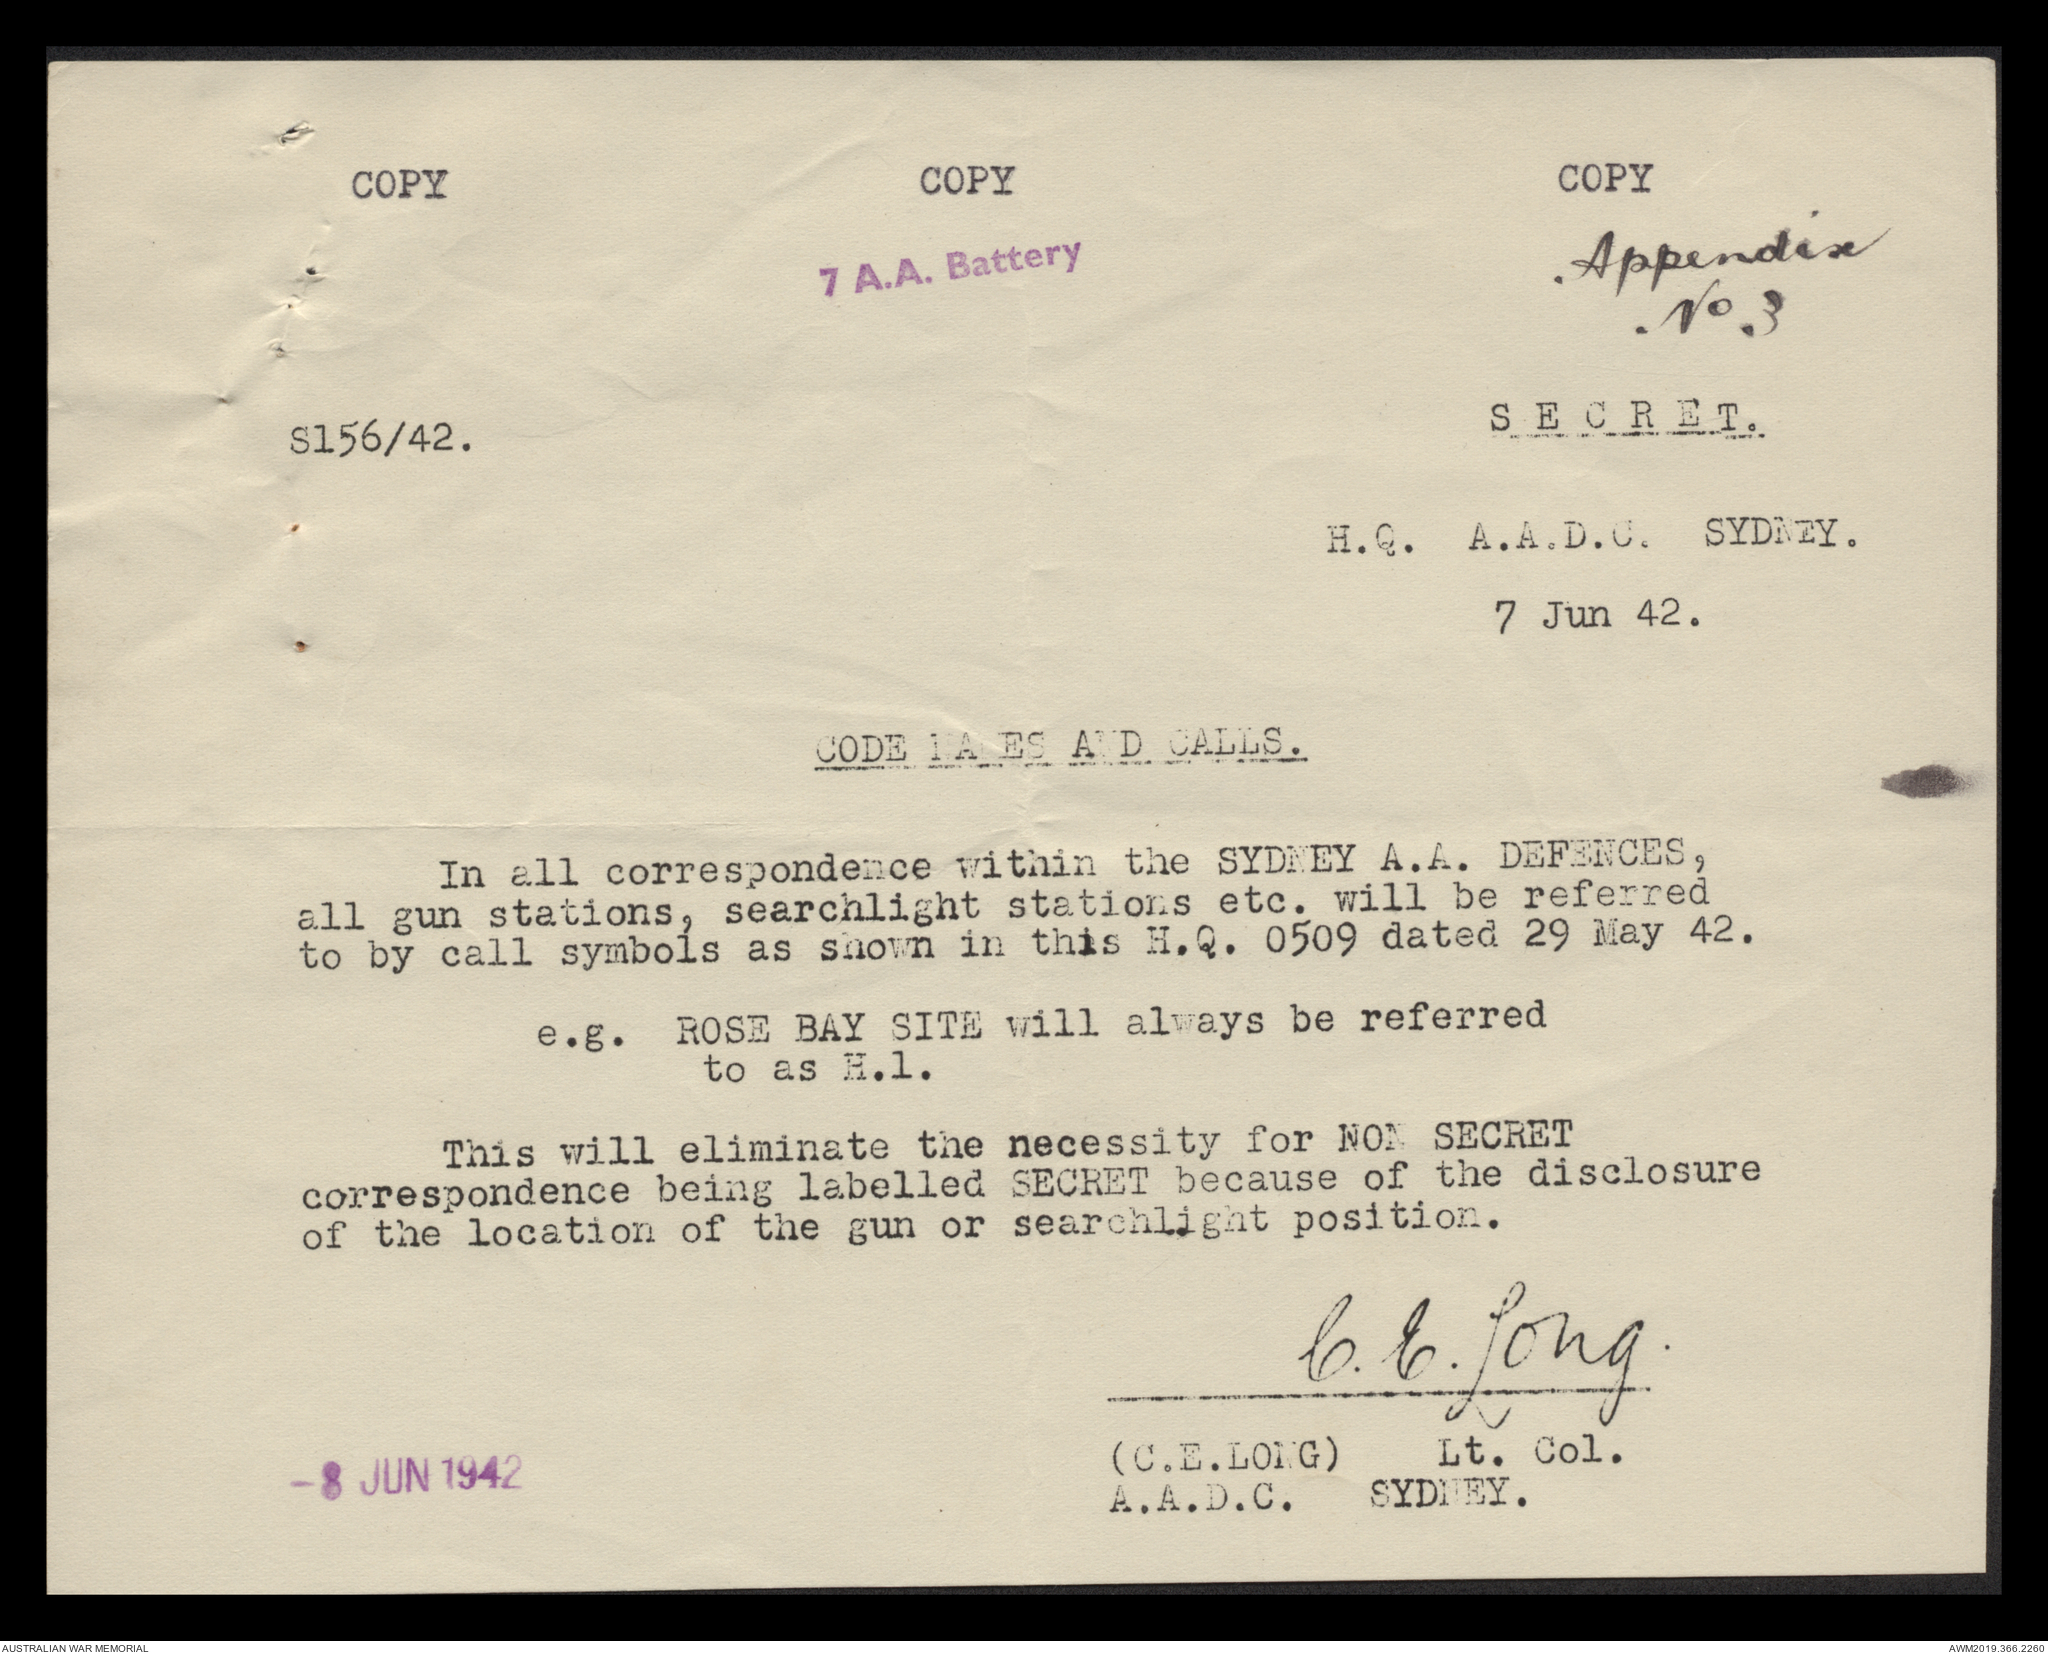 COPY COPY COPY
7 A.A. Battery
Appendix
No.3
S E C R E T.
S156/42.
H.Q. A.A.D.C. SYDNEY.
7 Jun 42.
CODE NAMES AND CALLS.
In all correspondence within the SYDNEY A.A. DEFENCES,
all gun stations, searchlight stations etc. will be referred
to by call symbols as shown in this H.Q. 0509 dated 29 May 42.
e.g. ROSE BAY SITE will always be referred
to as H.1.
This will eliminate the necessity for NON SECRET
correspondence being labelled SECRET because of the disclosure
of the location of the gun or searchlight position.
C. E. Long.
(C.E.LONG) Lt. Col.
A.A.D.C. SYDNEY.
-8 JUN 1942
AUSTRALIAN WAR MEMORIAL AWM2019.366.2260